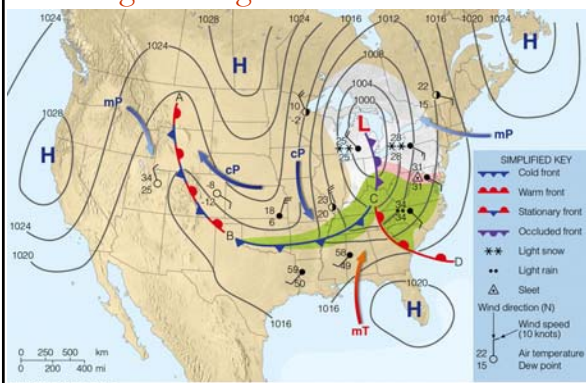 1024
1028
1016
1012
1020
1024
1020
H
1024
1008
1004
1000
1028
mP
A
H
10
-2
22
15
L
mP
H
34
25
cP
-8
-12
cP
20
25
28
28
31
31
18
6
23
20
C
34
34
B
D
1024
1020
58
49
59
50
1020
1016
1016
mT
H
SIMPLIFIED KEY
Cold front
Warm front
Stationary front
Occluded front
Light snow
Light rain
Sleet
Wind direction (N)
Wind speed
(10 knots)
22
15
Air temperature
Dew point
0 250 500 km
0 200 400 mi